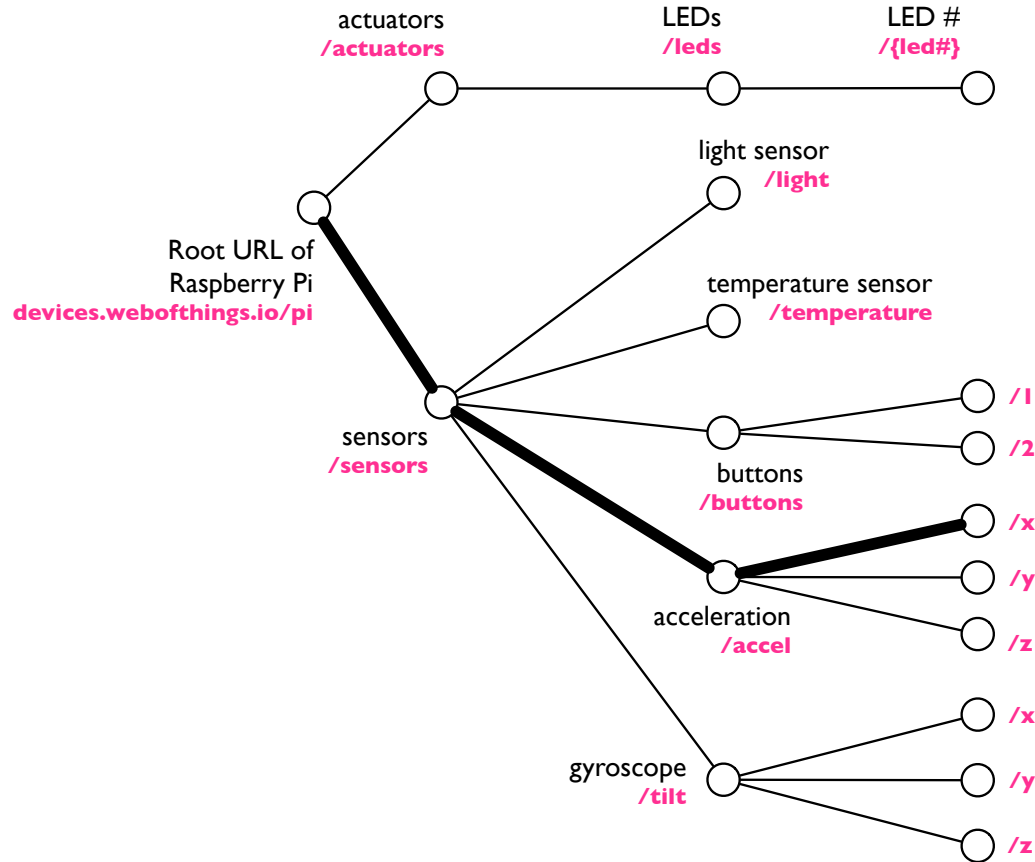 actuators
/actuators
LEDs
/leds
LED #
/{led#}
light sensor
/light
Root URL of
Raspberry Pi
devices.webofthings.io/pi
temperature sensor
/temperature
sensors
/sensors
buttons
/buttons
/1
/2
acceleration
/accel
/x
/y
/z
gyroscope
/tilt
/x
/y
/z